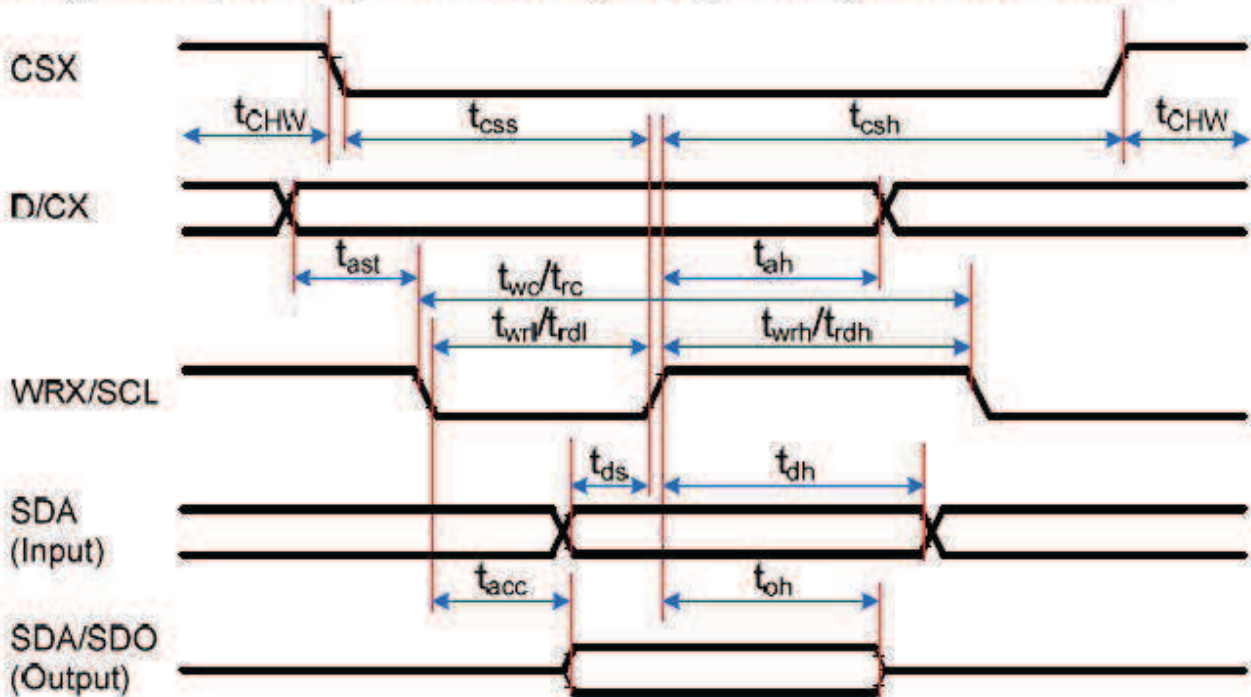 CSX
tCHW
tcss
tcsh
tCHW
D/CX
tast
tah
twc/trc
twrl/trdl
twrh/trdh
WRX/SCL
tds
tdh
SDA
(Input)
tacc
toh
SDA/SDO
(Output)